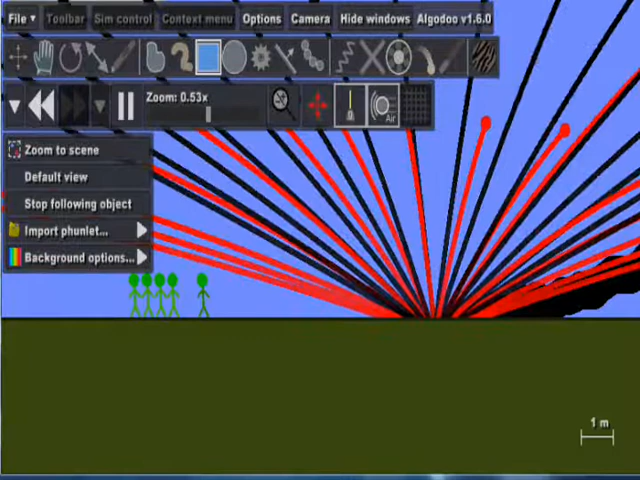 File Toolbar Sim control Context menu Options Camera Hide windows Algodoo v1.6.0
Zoom: 0.53x
Air
Zoom to scene
Default view
Stop following object
Import phunlet...
Background options...
1 m